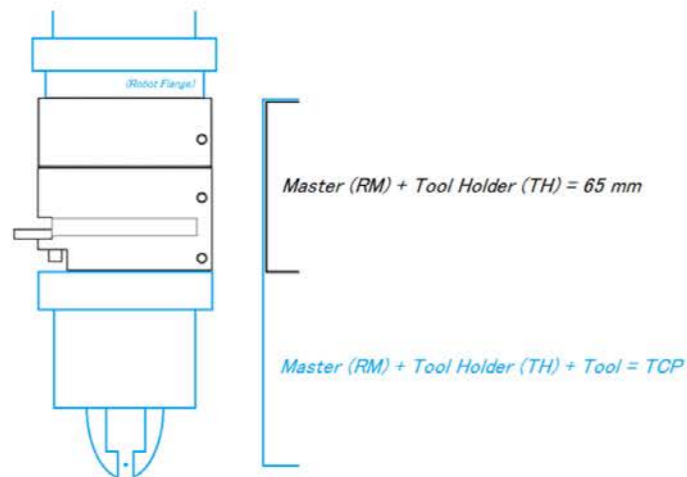 (Robot Flange)
Master (RM) + Tool Holder (TH) = 65 mm
Master (RM) + Tool Holder (TH) + Tool = TCP